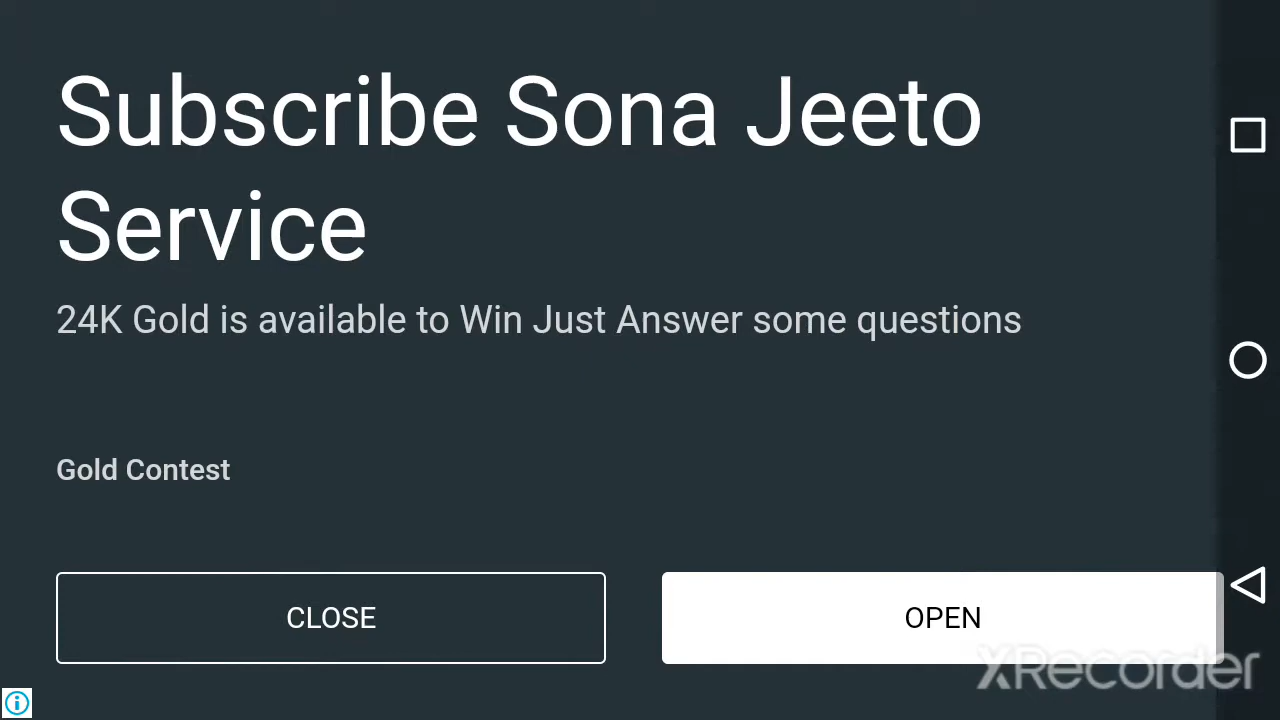 Subscribe Sona Jeeto
Service
24K Gold is available to Win Just Answer some questions
Gold Contest
CLOSE
OPEN
XRecorder